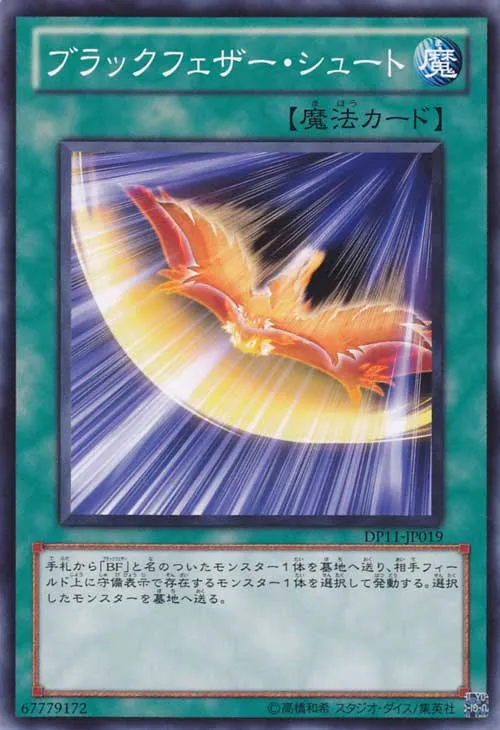 ブラックフェザー・シュート 魔
【魔法カード】
DP11-JP019
手札から「BF」と名のついたモンスター1体を墓地へ送り、相手フィー
ルド上に守備表示で存在するモンスター1体を選択して発動する。選択
したモンスターを墓地へ送る。
67779172 ©高橋和希 スタジオ・ダイス/集英社